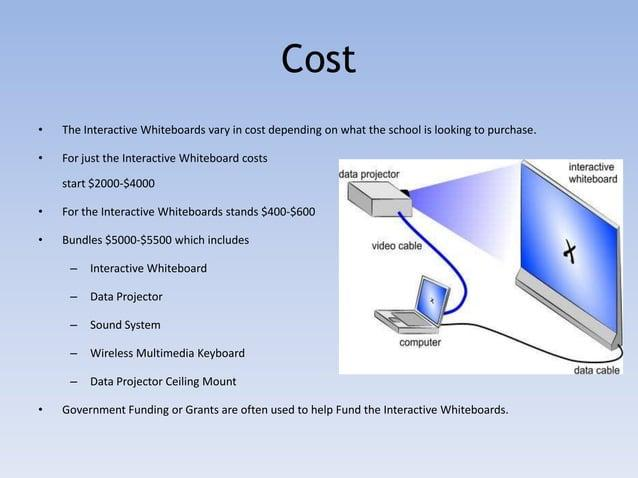 Cost
• The Interactive Whiteboards vary in cost depending on what the school is looking to purchase.
• For just the Interactive Whiteboard costs
start $2000-$4000
• For the Interactive Whiteboards stands $400-$600
• Bundles $5000-$5500 which includes
– Interactive Whiteboard
– Data Projector
– Sound System
– Wireless Multimedia Keyboard
– Data Projector Ceiling Mount
• Government Funding or Grants are often used to help Fund the Interactive Whiteboards.
data projector
interactive
whiteboard
video cable
x
x
computer
data cable